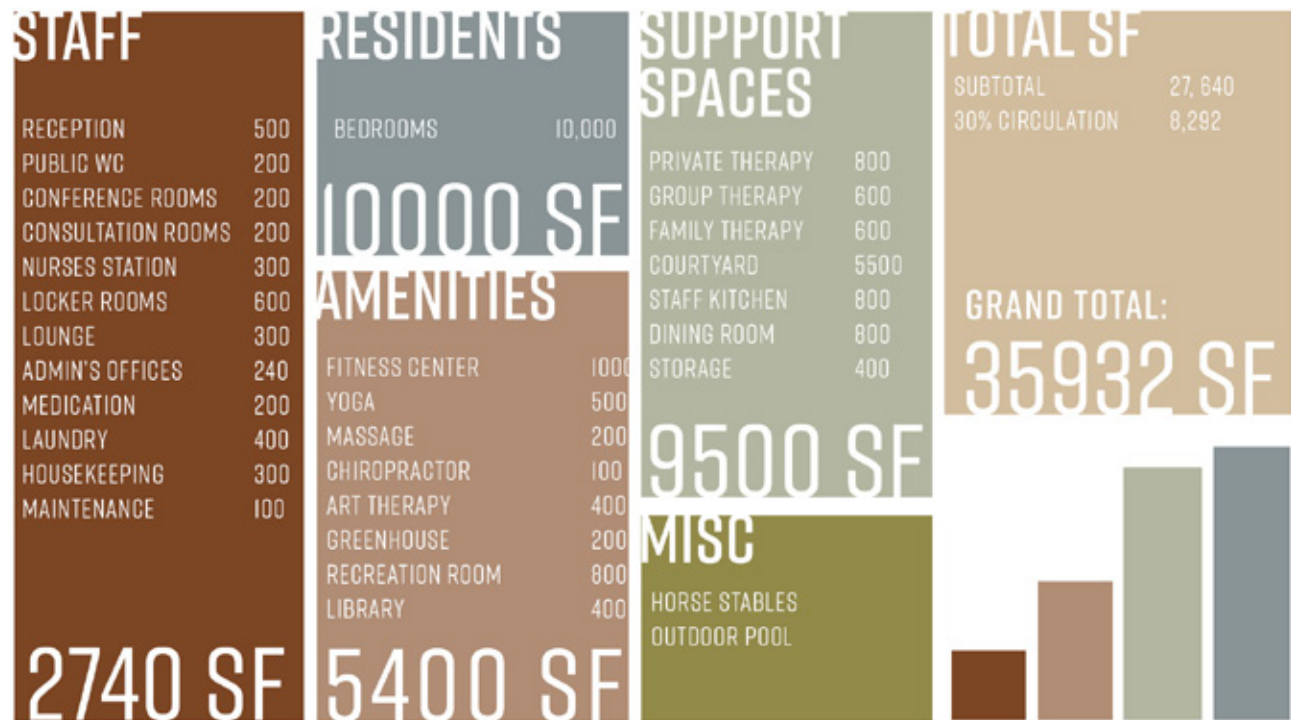 STAFF
RECEPTION 500
PUBLIC WC 200
CONFERENCE ROOMS 200
CONSULTATION ROOMS 200
NURSES STATION 300
LOCKER ROOMS 600
LOUNGE 300
ADMIN'S OFFICES 240
MEDICATION 200
LAUNDRY 400
HOUSEKEEPING 300
MAINTENANCE 100
2740 SF
RESIDENTS
BEDROOMS 10,000
10000 SF
AMENITIES
FITNESS CENTER 1000
YOGA 500
MASSAGE 200
CHIROPRACTOR 100
ART THERAPY 400
GREENHOUSE 200
RECREATION ROOM 800
LIBRARY 400
5400 SF
SUPPORT
SPACES
PRIVATE THERAPY 800
GROUP THERAPY 600
FAMILY THERAPY 600
COURTYARD 5500
STAFF KITCHEN 800
DINING ROOM 800
STORAGE 400
9500 SF
MISC
HORSE STABLES
OUTDOOR POOL
TOTAL SF
SUBTOTAL 27, 640
30% CIRCULATION 8,292
GRAND TOTAL:
35932 SF